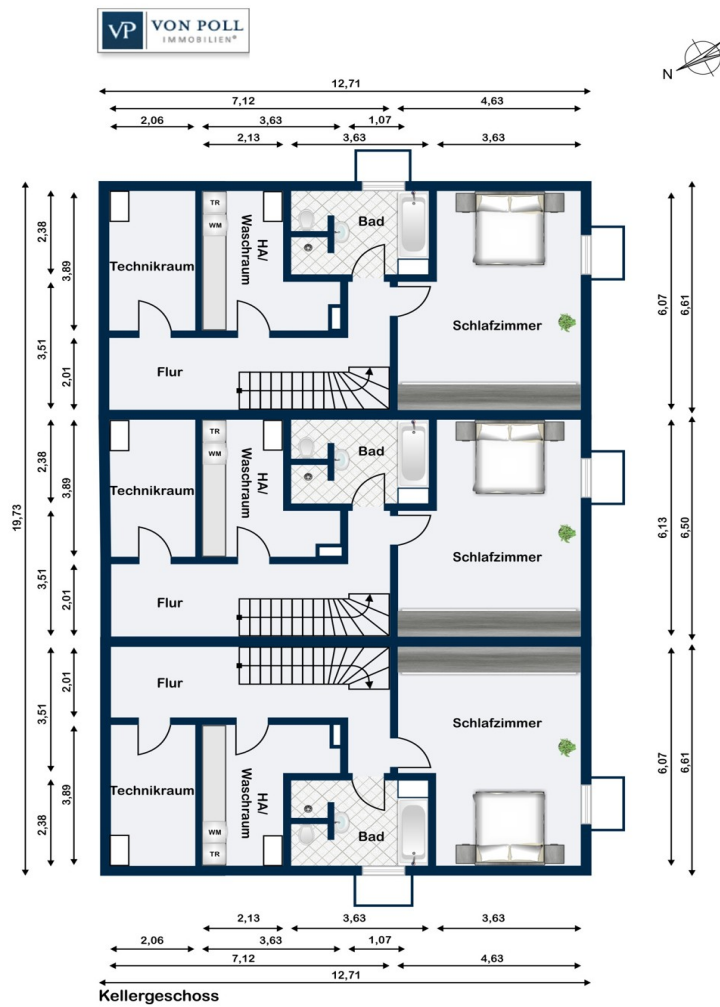 VP VON POLL
IMMOBILIEN®
N
12,71
7,12 4,63
2,06 3,63 1,07
2,13 3,63 3,63
19,73
2,38
3,89
3,51
2,01
TR
WM
HA/
Waschraum
Bad
Technikraum
Schlafzimmer
Flur
6,07
6,61
2,38
3,89
3,51
2,01
TR
WM
HA/
Waschraum
Bad
Technikraum
Schlafzimmer
Flur
6,13
6,50
2,01
3,51
3,89
2,38
Flur
Schlafzimmer
Technikraum
HA/
Waschraum
WM
TR
Bad
6,07
6,61
2,13 3,63 3,63
2,06 3,63 1,07
7,12 4,63
12,71
Kellergeschoss